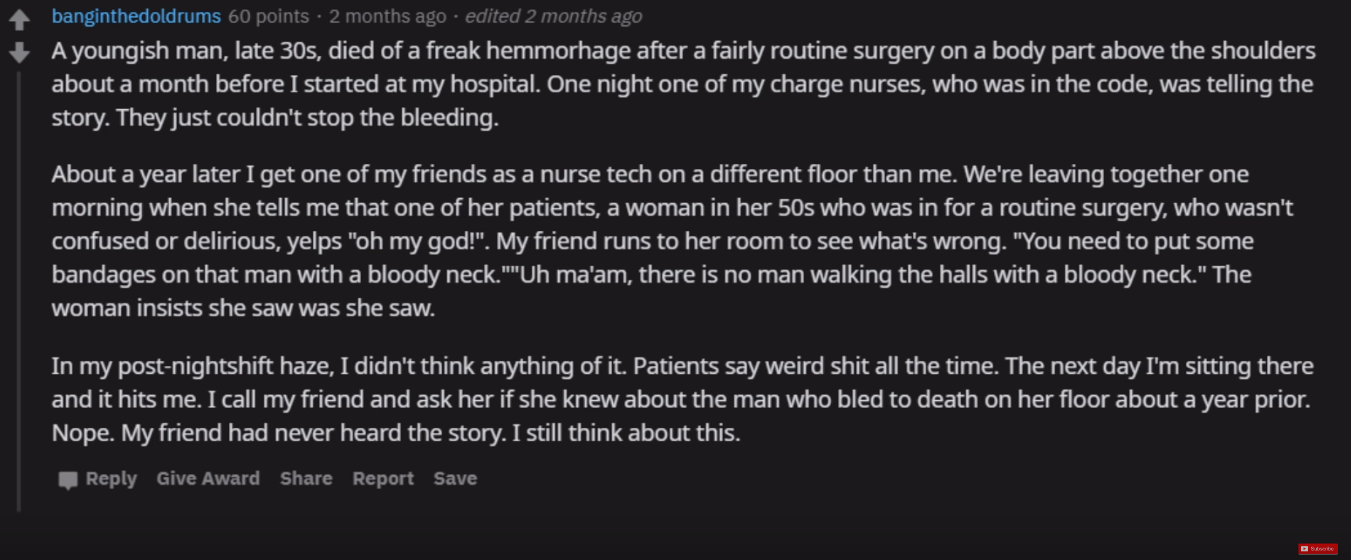 banginthedoldrums 60 points · 2 months ago · edited 2 months ago
A youngish man, late 30s, died of a freak hemmorhage after a fairly routine surgery on a body part above the shoulders
about a month before I started at my hospital. One night one of my charge nurses, who was in the code, was telling the
story. They just couldn't stop the bleeding.
About a year later I get one of my friends as a nurse tech on a different floor than me. We're leaving together one
morning when she tells me that one of her patients, a woman in her 50s who was in for a routine surgery, who wasn't
confused or delirious, yelps "oh my god!". My friend runs to her room to see what's wrong. "You need to put some
bandages on that man with a bloody neck.""Uh ma'am, there is no man walking the halls with a bloody neck." The
woman insists she saw was she saw.
In my post-nightshift haze, I didn't think anything of it. Patients say weird shit all the time. The next day I'm sitting there
and it hits me. I call my friend and ask her if she knew about the man who bled to death on her floor about a year prior.
Nope. My friend had never heard the story. I still think about this.
Reply Give Award Share Report Save
Subscribe